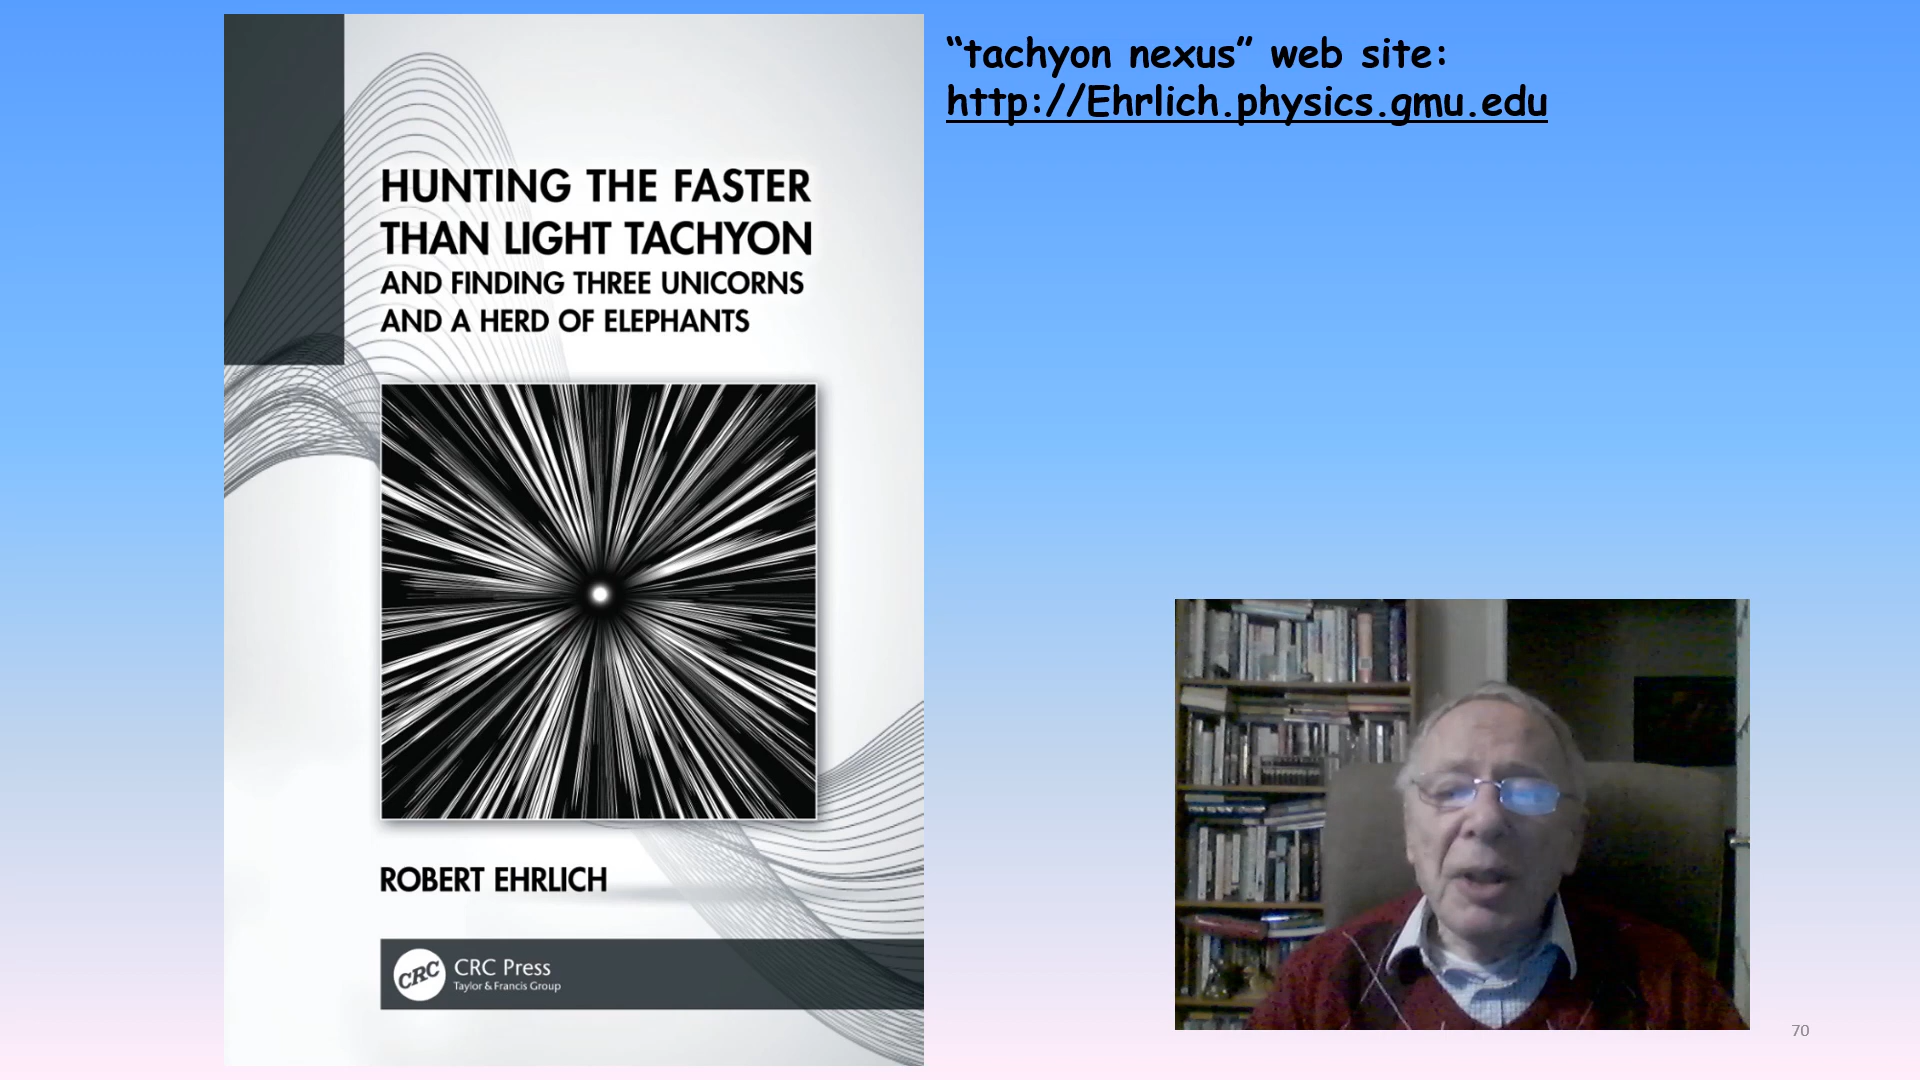 “tachyon nexus” web site:
http://Ehrlich.physics.gmu.edu
HUNTING THE FASTER
THAN LIGHT TACHYON
AND FINDING THREE UNICORNS
AND A HERD OF ELEPHANTS
ROBERT EHRLICH
CRC
CRC Press
Taylor & Francis Group
70